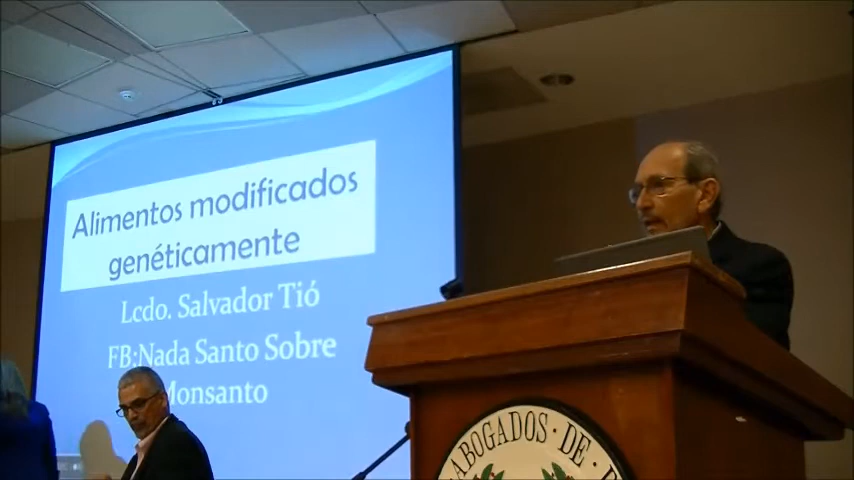 Alimentos modificados
genéticamente
Lcdo. Salvador Tió
FB:Nada Santo Sobre
Monsanto
ABOGADOS · DE ·